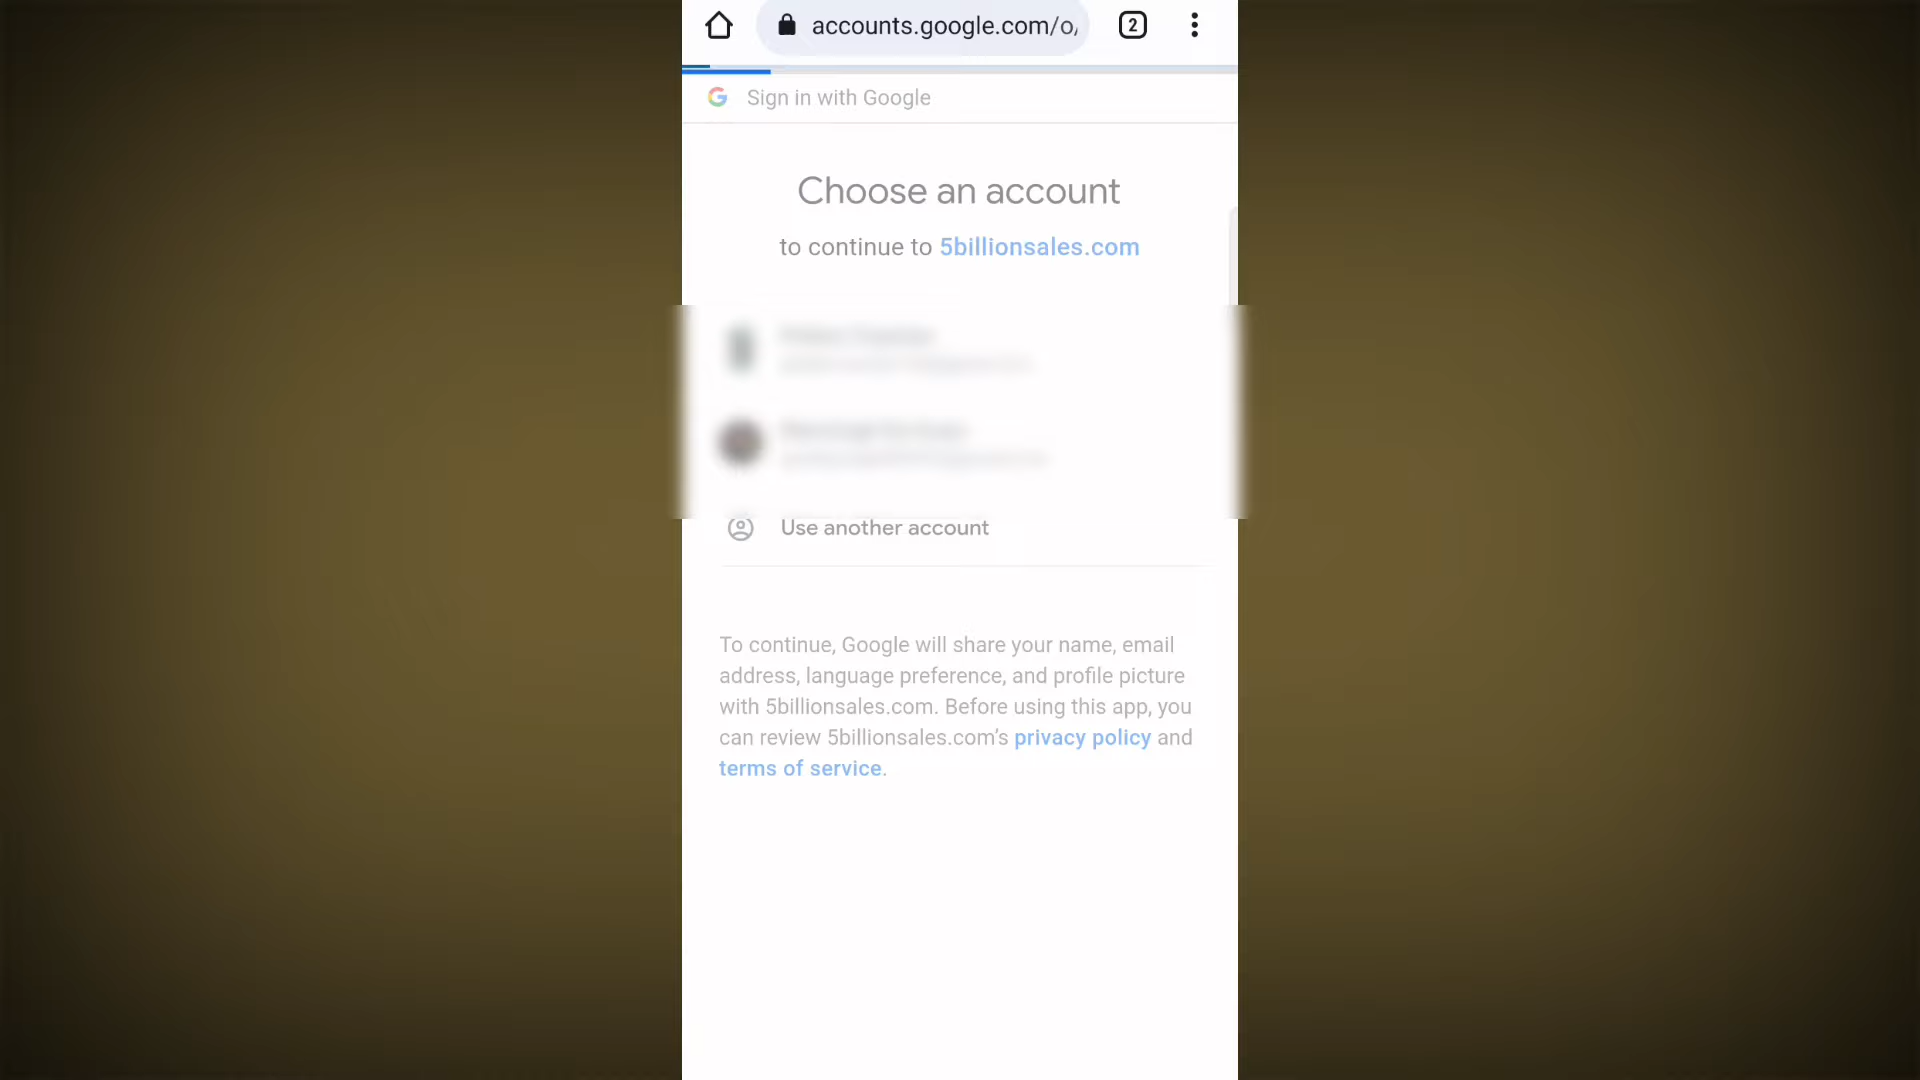 accounts.google.com/o/
2
Sign in with Google
Choose an account
to continue to 5billionsales.com
Use another account
To continue, Google will share your name, email
address, language preference, and profile picture
with 5billionsales.com. Before using this app, you
can review 5billionsales.com’s privacy policy and
terms of service.